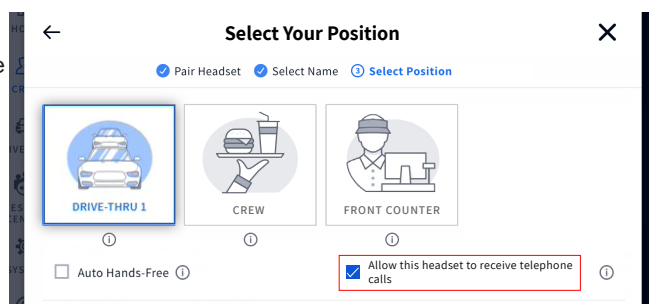 Select Your Position
Pair Headset Select Name 3 Select Position
DRIVE-THRU 1 CREW FRONT COUNTER
Auto Hands-Free Allow this headset to receive telephone
calls